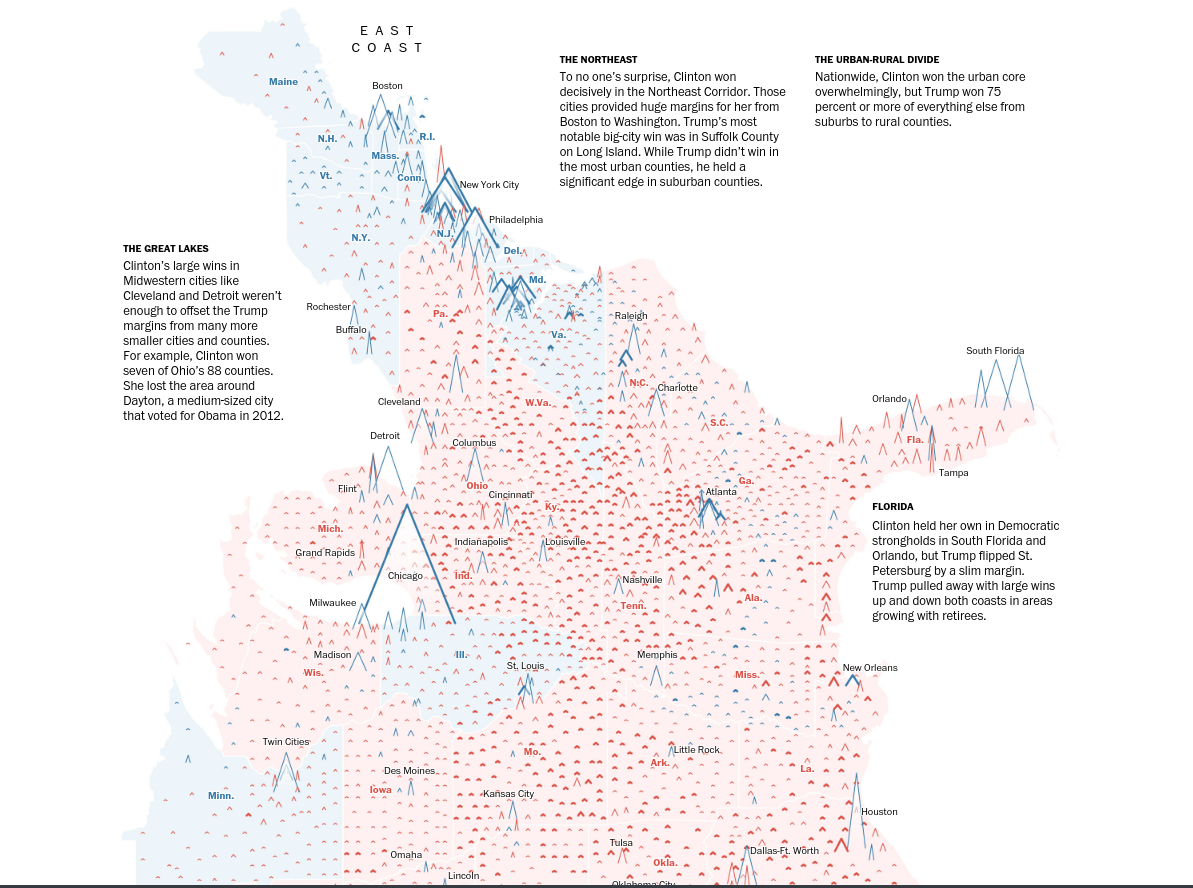 EAST
COAST
THE NORTHEAST
To no one's surprise, Clinton won
decisively in the Northeast Corridor. Those
cities provided huge margins for her from
Boston to Washington. Trump's most
notable big-city win was in Suffolk County
on Long Island. While Trump didn't win in
the most urban counties, he held a
significant edge in suburban counties.
THE URBAN-RURAL DIVIDE
Nationwide, Clinton won the urban core
overwhelmingly, but Trump won 75
percent or more of everything else from
suburbs to rural counties.
Maine
Boston
N.H.
R.I.
Mass.
Vt.
Conn.
New York City
Philadelphia
N.Y.
N.J.
Del.
THE GREAT LAKES
Clinton's large wins in
Midwestern cities like
Cleveland and Detroit weren't
enough to offset the Trump
margins from many more
smaller cities and counties.
For example, Clinton won
seven of Ohio's 88 counties.
She lost the area around
Dayton, a medium-sized city
that voted for Obama in 2012.
Md.
Rochester
Pa.
Raleigh
Buffalo
Va.
South Florida
N.C.
Charlotte
Cleveland
W.Va.
Orlando
S.C.
Detroit
Columbus
Fla.
Tampa
Flint
Ohio
Ga.
Cincinnati
Atlanta
Ky.
FLORIDA
Clinton held her own in Democratic
strongholds in South Florida and
Orlando, but Trump flipped St.
Petersburg by a slim margin.
Trump pulled away with large wins
up and down both coasts in areas
growing with retirees.
Mich.
Grand Rapids
Indianapolis
Louisville
Chicago
Ind.
Nashville
Milwaukee
Tenn.
Ala.
Madison
Ill.
St. Louis
Memphis
New Orleans
Wis.
Miss.
Twin Cities
Mo.
Little Rock
Ark.
Des Moines
La.
Minn.
Iowa
Kansas City
Houston
Tulsa
Dallas-Ft. Worth
Omaha
Okla.
Lincoln
Oklahoma City